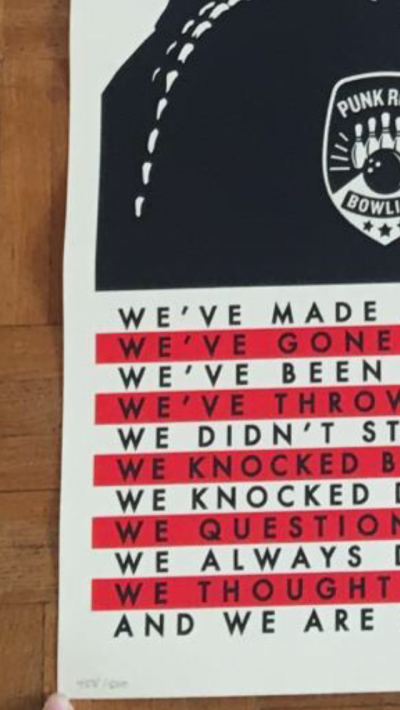 PUNK R
BOWLI
WE'VE MADE
WE'VE GONE
WE'VE BEEN
WE'VE THROW
WE DIDN'T ST
WE KNOCKED B
WE KNOCKED D
WE QUESTION
WE ALWAYS D
WE THOUGHT
AND WE ARE